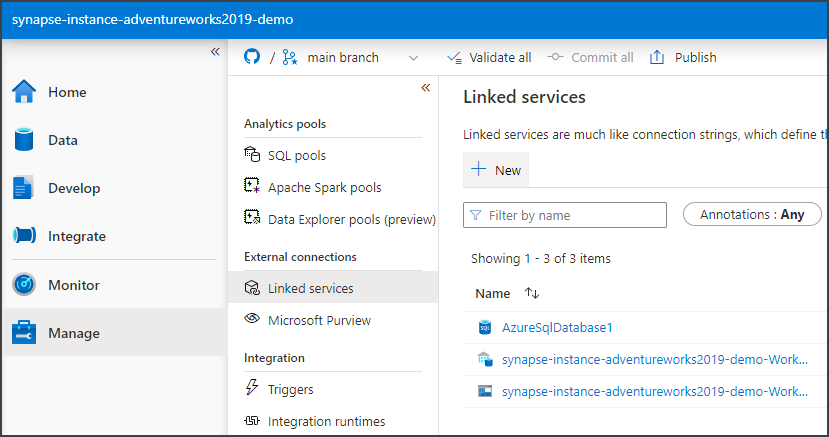 synapse-instance-adventureworks2019-demo
«
Home
Data
Develop
Integrate
Monitor
Manage
/ main branch
Validate all
Commit all
Publish
«
Analytics pools
SQL pools
Apache Spark pools
Data Explorer pools (preview)
External connections
Linked services
Microsoft Purview
Integration
Triggers
Integration runtimes
Linked services
Linked services are much like connection strings, which define th
+ New
Filter by name
Annotations : Any
Showing 1 - 3 of 3 items
Name ↑↓
SQL
AzureSqlDatabase1
synapse-instance-adventureworks2019-demo-Work...
synapse-instance-adventureworks2019-demo-Work...